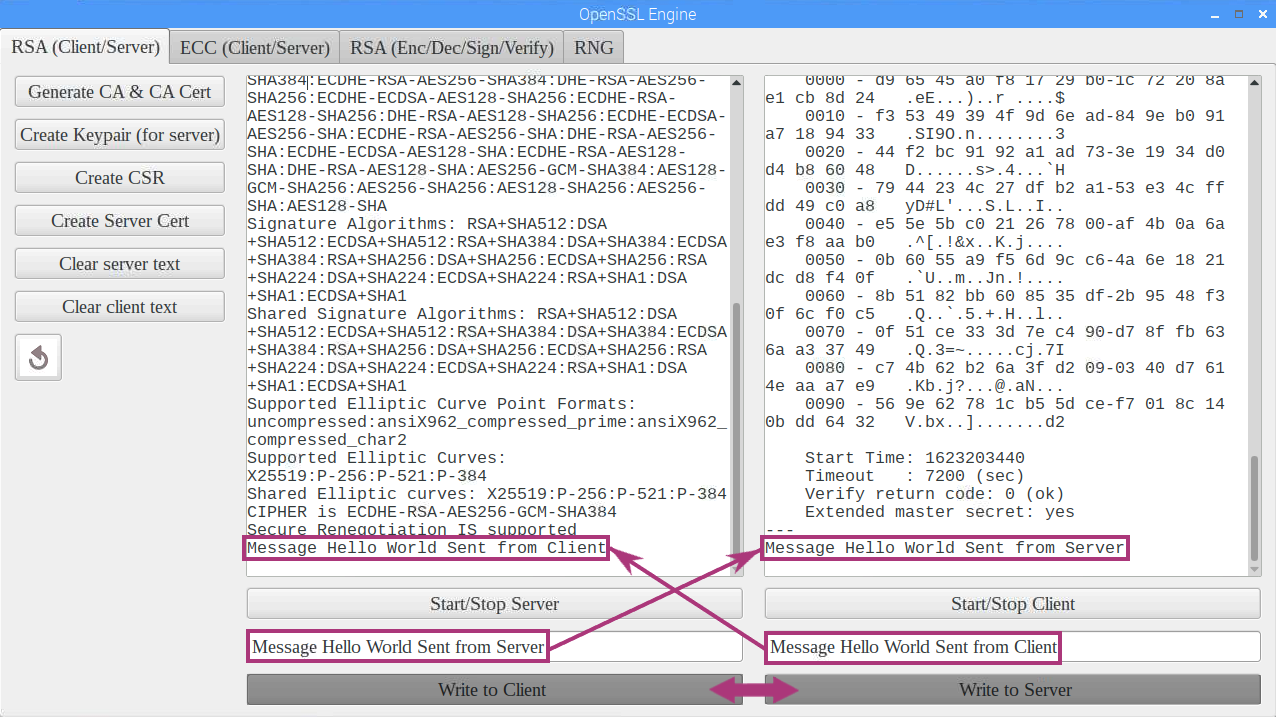 OpenSSL Engine
RSA (Client/Server)
ECC (Client/Server)
RSA (Enc/Dec/Sign/Verify)
RNG
Generate CA & CA Cert
Create Keypair (for server)
Create CSR
Create Server Cert
Clear server text
Clear client text
SHA384:ECDHE-RSA-AES256-SHA384:DHE-RSA-AES256-
SHA256:ECDHE-ECDSA-AES128-SHA256:ECDHE-RSA-
AES128-SHA256:DHE-RSA-AES128-SHA256:ECDHE-ECDSA-
AES256-SHA:ECDHE-RSA-AES256-SHA:DHE-RSA-AES256-
SHA:ECDHE-ECDSA-AES128-SHA:ECDHE-RSA-AES128-
SHA:DHE-RSA-AES128-SHA:AES256-GCM-SHA384:AES128-
GCM-SHA256:AES256-SHA256:AES128-SHA256:AES256-
SHA:AES128-SHA
Signature Algorithms: RSA+SHA512:DSA
+SHA512:ECDSA+SHA512:RSA+SHA384:DSA+SHA384:ECDSA
+SHA384:RSA+SHA256:DSA+SHA256:ECDSA+SHA256:RSA
+SHA224:DSA+SHA224:ECDSA+SHA224:RSA+SHA1:DSA
+SHA1:ECDSA+SHA1
Shared Signature Algorithms: RSA+SHA512:DSA
+SHA512:ECDSA+SHA512:RSA+SHA384:DSA+SHA384:ECDSA
+SHA384:RSA+SHA256:DSA+SHA256:ECDSA+SHA256:RSA
+SHA224:DSA+SHA224:ECDSA+SHA224:RSA+SHA1:DSA
+SHA1:ECDSA+SHA1
Supported Elliptic Curve Point Formats:
uncompressed:ansiX962_compressed_prime:ansiX962_
compressed_char2
Supported Elliptic Curves:
X25519:P-256:P-521:P-384
Shared Elliptic curves: X25519:P-256:P-521:P-384
CIPHER is ECDHE-RSA-AES256-GCM-SHA384
Secure Renegotiation IS supported
Message Hello World Sent from Client
Start/Stop Server
Message Hello World Sent from Server
Write to Client
0000 - d9 65 45 a0 f8 17 29 b0-1c 72 20 8a
e1 cb 8d 24   .eE...)..r ....$
0010 - f3 53 49 39 4f 9d 6e ad-84 9e b0 91
a7 18 94 33   .SI9O.n........3
0020 - 44 f2 bc 91 92 a1 ad 73-3e 19 34 d0
d4 b8 60 48   D......s>.4...`H
0030 - 79 44 23 4c 27 df b2 a1-53 e3 4c ff
dd 49 c0 a8   yD#L'...S.L..I..
0040 - e5 5e 5b c0 21 26 78 00-af 4b 0a 6a
e3 f8 aa b0   .^[.!&x..K.j....
0050 - 0b 60 55 a9 f5 6d 9c c6-4a 6e 18 21
dc d8 f4 0f   .`U..m..Jn.!....
0060 - 8b 51 82 bb 60 85 35 df-2b 95 48 f3
0f 6c f0 c5   .Q..`.5.+.H..l..
0070 - 0f 51 ce 33 3d 7e c4 90-d7 8f fb 63
6a a3 37 49   .Q.3=~.....cj.7I
0080 - c7 4b 62 b2 6a 3f d2 09-03 40 d7 61
4e aa a7 e9   .Kb.j?...@.aN...
0090 - 56 9e 62 78 1c b5 5d ce-f7 01 8c 14
0b dd 64 32   V.bx..].......d2
Start Time: 1623203440
Timeout   : 7200 (sec)
Verify return code: 0 (ok)
Extended master secret: yes
---
Message Hello World Sent from Server
Start/Stop Client
Message Hello World Sent from Client
Write to Server